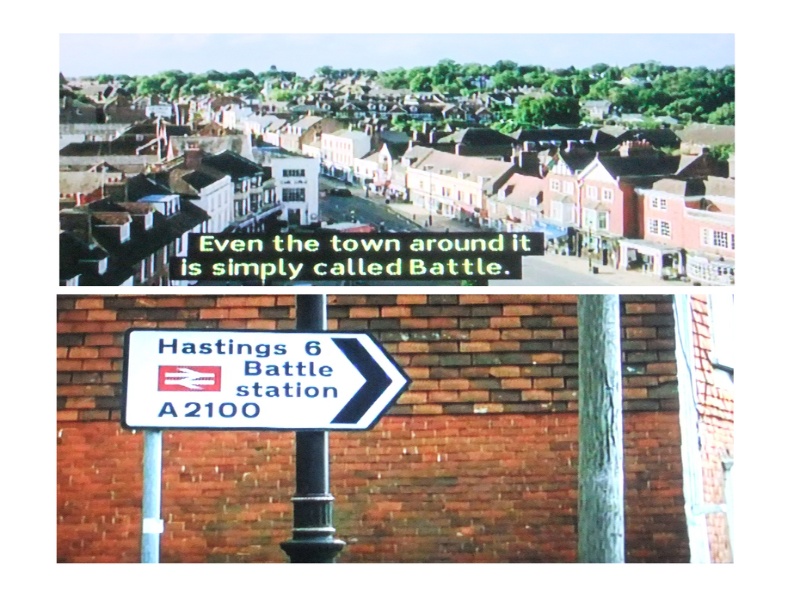 Even the town around it
is simply called Battle.
Hastings 6
Battle
station
A2100